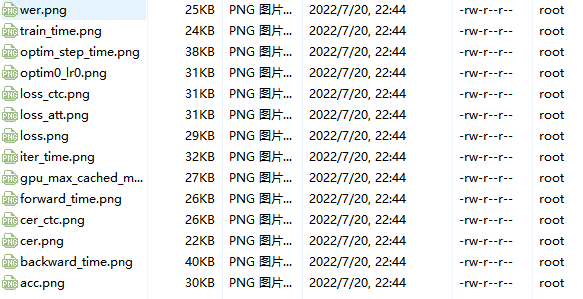 wer.png 25KB PNG 图片... 2022/7/20, 22:44 -rw-r--r-- root
train_time.png 24KB PNG 图片... 2022/7/20, 22:44 -rw-r--r-- root
optim_step_time.png 38KB PNG 图片... 2022/7/20, 22:44 -rw-r--r-- root
optim0_lr0.png 31KB PNG 图片... 2022/7/20, 22:44 -rw-r--r-- root
loss_ctc.png 31KB PNG 图片... 2022/7/20, 22:44 -rw-r--r-- root
loss_att.png 31KB PNG 图片... 2022/7/20, 22:44 -rw-r--r-- root
loss.png 29KB PNG 图片... 2022/7/20, 22:44 -rw-r--r-- root
iter_time.png 32KB PNG 图片... 2022/7/20, 22:44 -rw-r--r-- root
gpu_max_cached_m... 27KB PNG 图片... 2022/7/20, 22:44 -rw-r--r-- root
forward_time.png 26KB PNG 图片... 2022/7/20, 22:44 -rw-r--r-- root
cer_ctc.png 26KB PNG 图片... 2022/7/20, 22:44 -rw-r--r-- root
cer.png 22KB PNG 图片... 2022/7/20, 22:44 -rw-r--r-- root
backward_time.png 40KB PNG 图片... 2022/7/20, 22:44 -rw-r--r-- root
acc.png 30KB PNG 图片... 2022/7/20, 22:44 -rw-r--r-- root